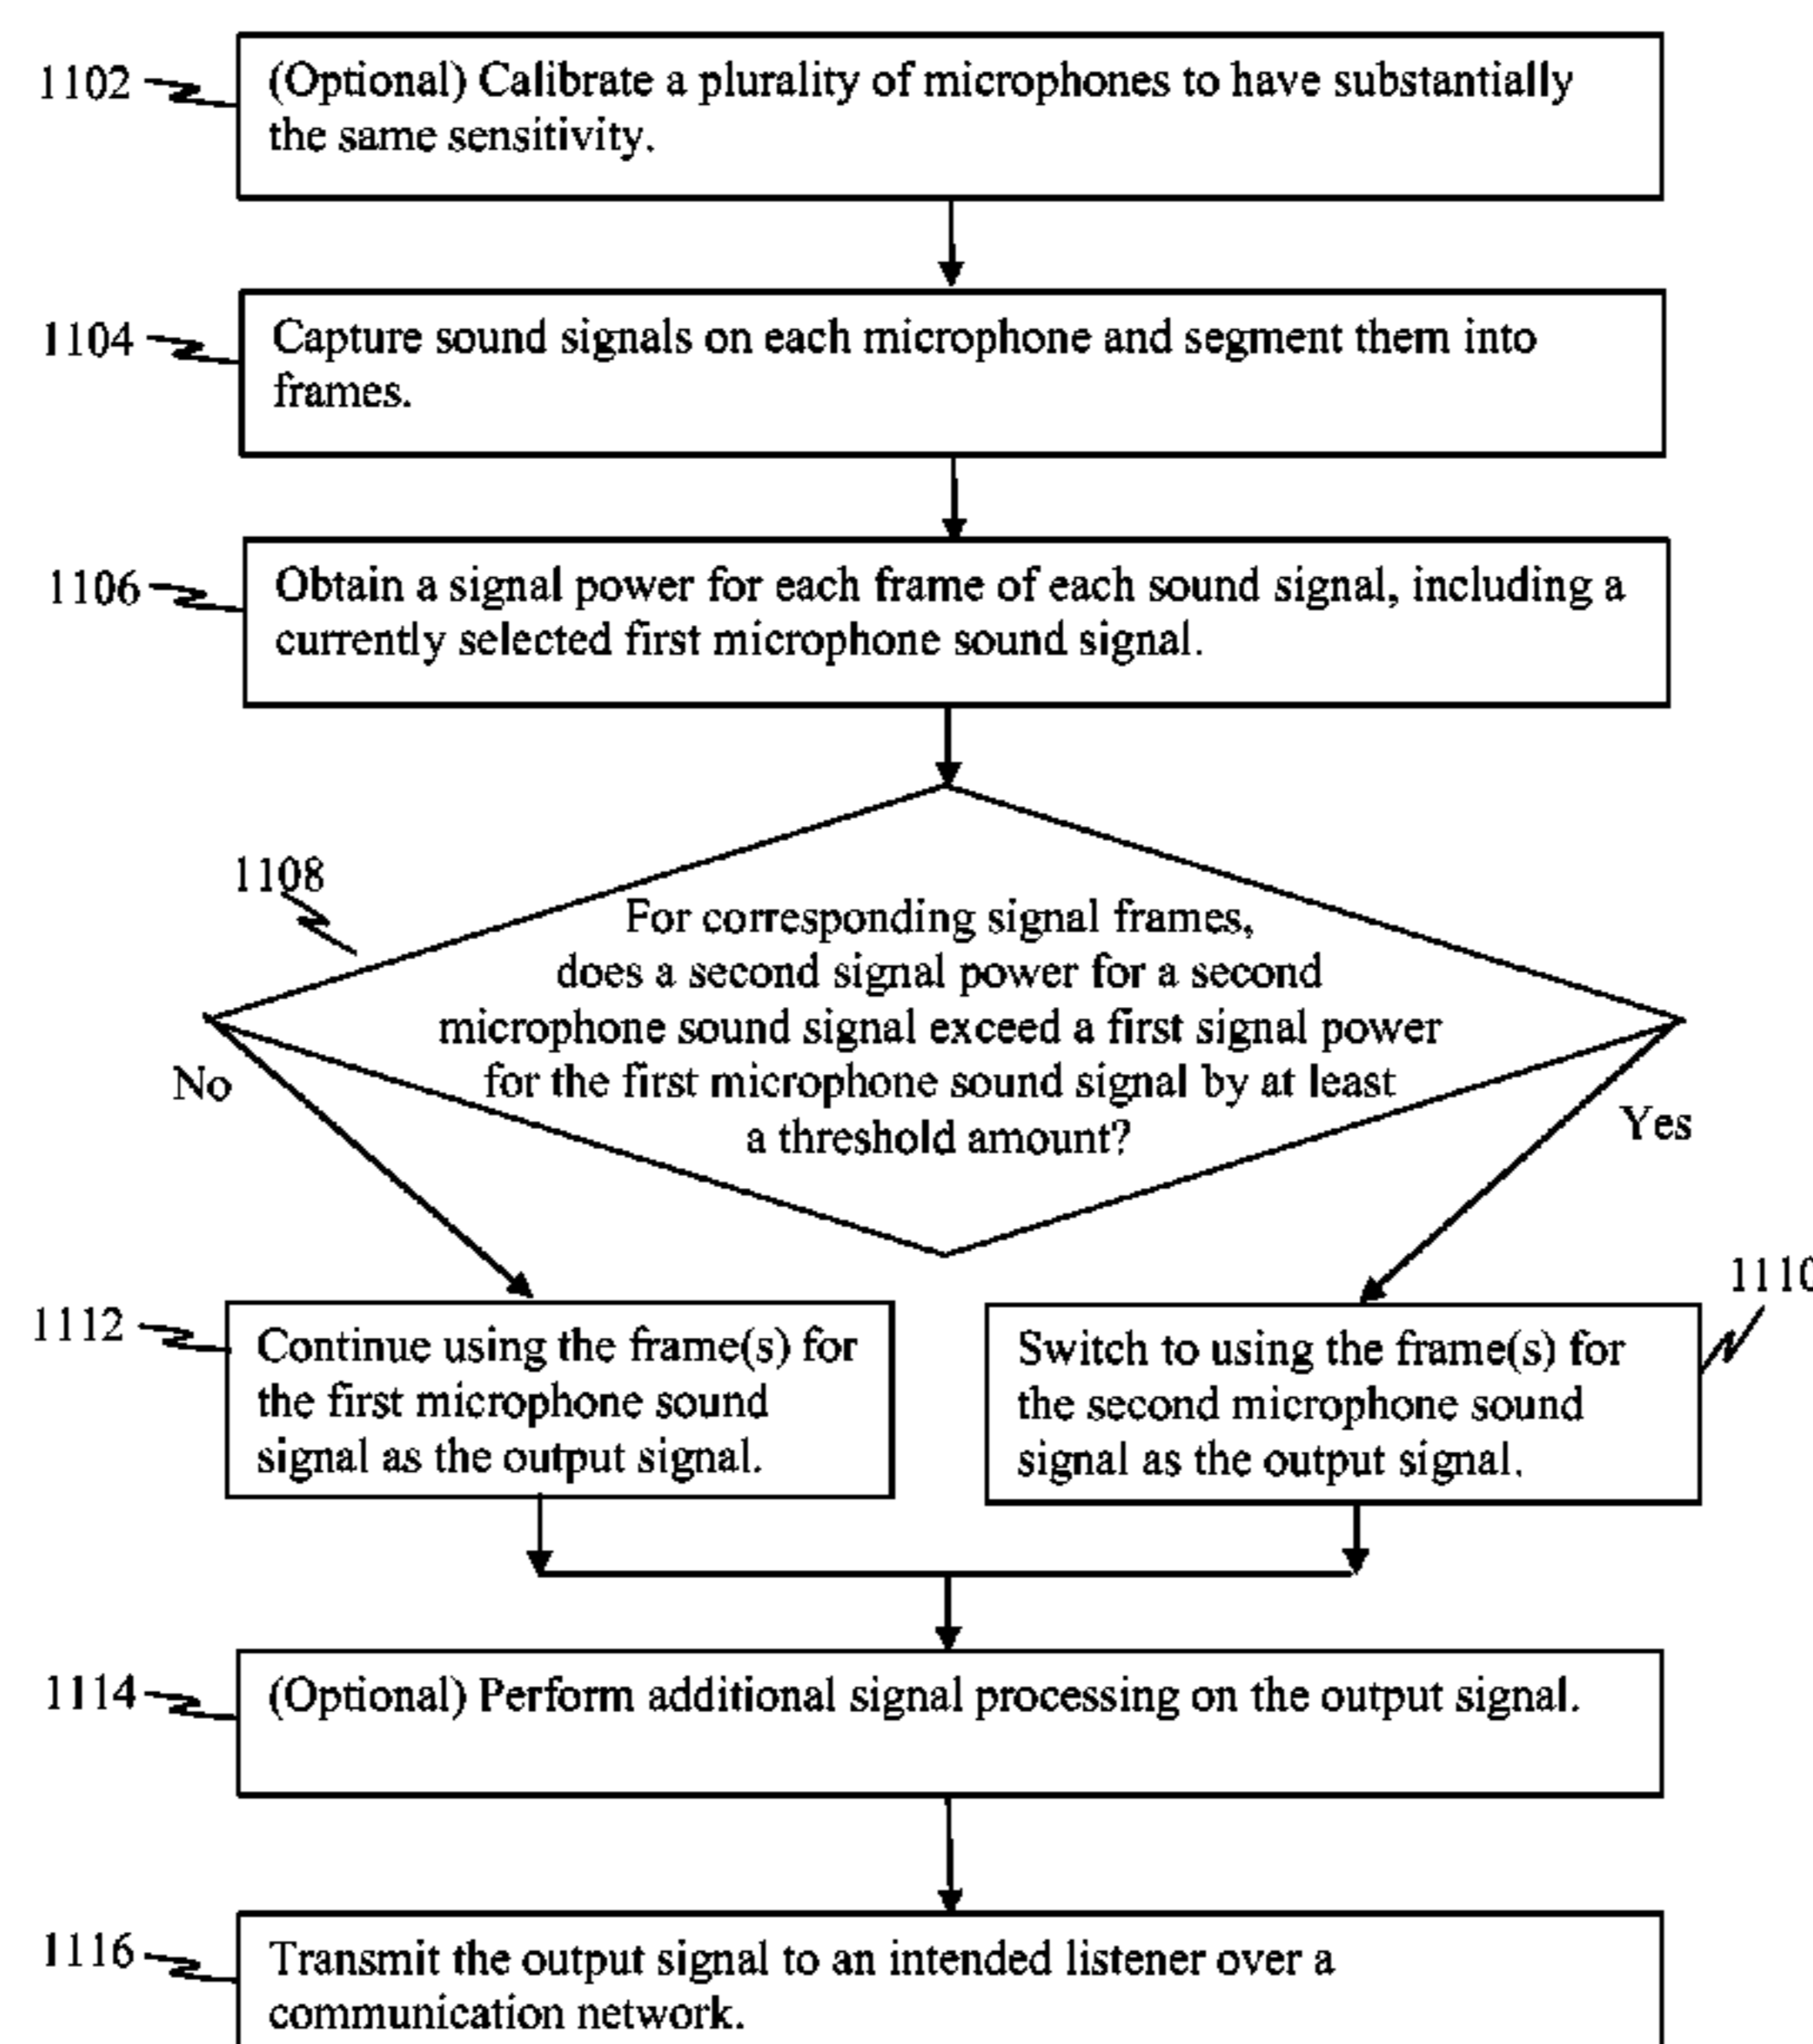 1102
(Optional) Calibrate a plurality of microphones to have substantially
the same sensitivity.
1104
Capture sound signals on each microphone and segment them into
frames.
1106
Obtain a signal power for each frame of each sound signal, including a
currently selected first microphone sound signal.
1108
For corresponding signal frames,
does a second signal power for a second
microphone sound signal exceed a first signal power
for the first microphone sound signal by at least
a threshold amount?
No
Yes
1112
Continue using the frame(s) for
the first microphone sound
signal as the output signal.
1110
Switch to using the frame(s) for
the second microphone sound
signal as the output signal.
1114
(Optional) Perform additional signal processing on the output signal.
1116
Transmit the output signal to an intended listener over a
communication network.